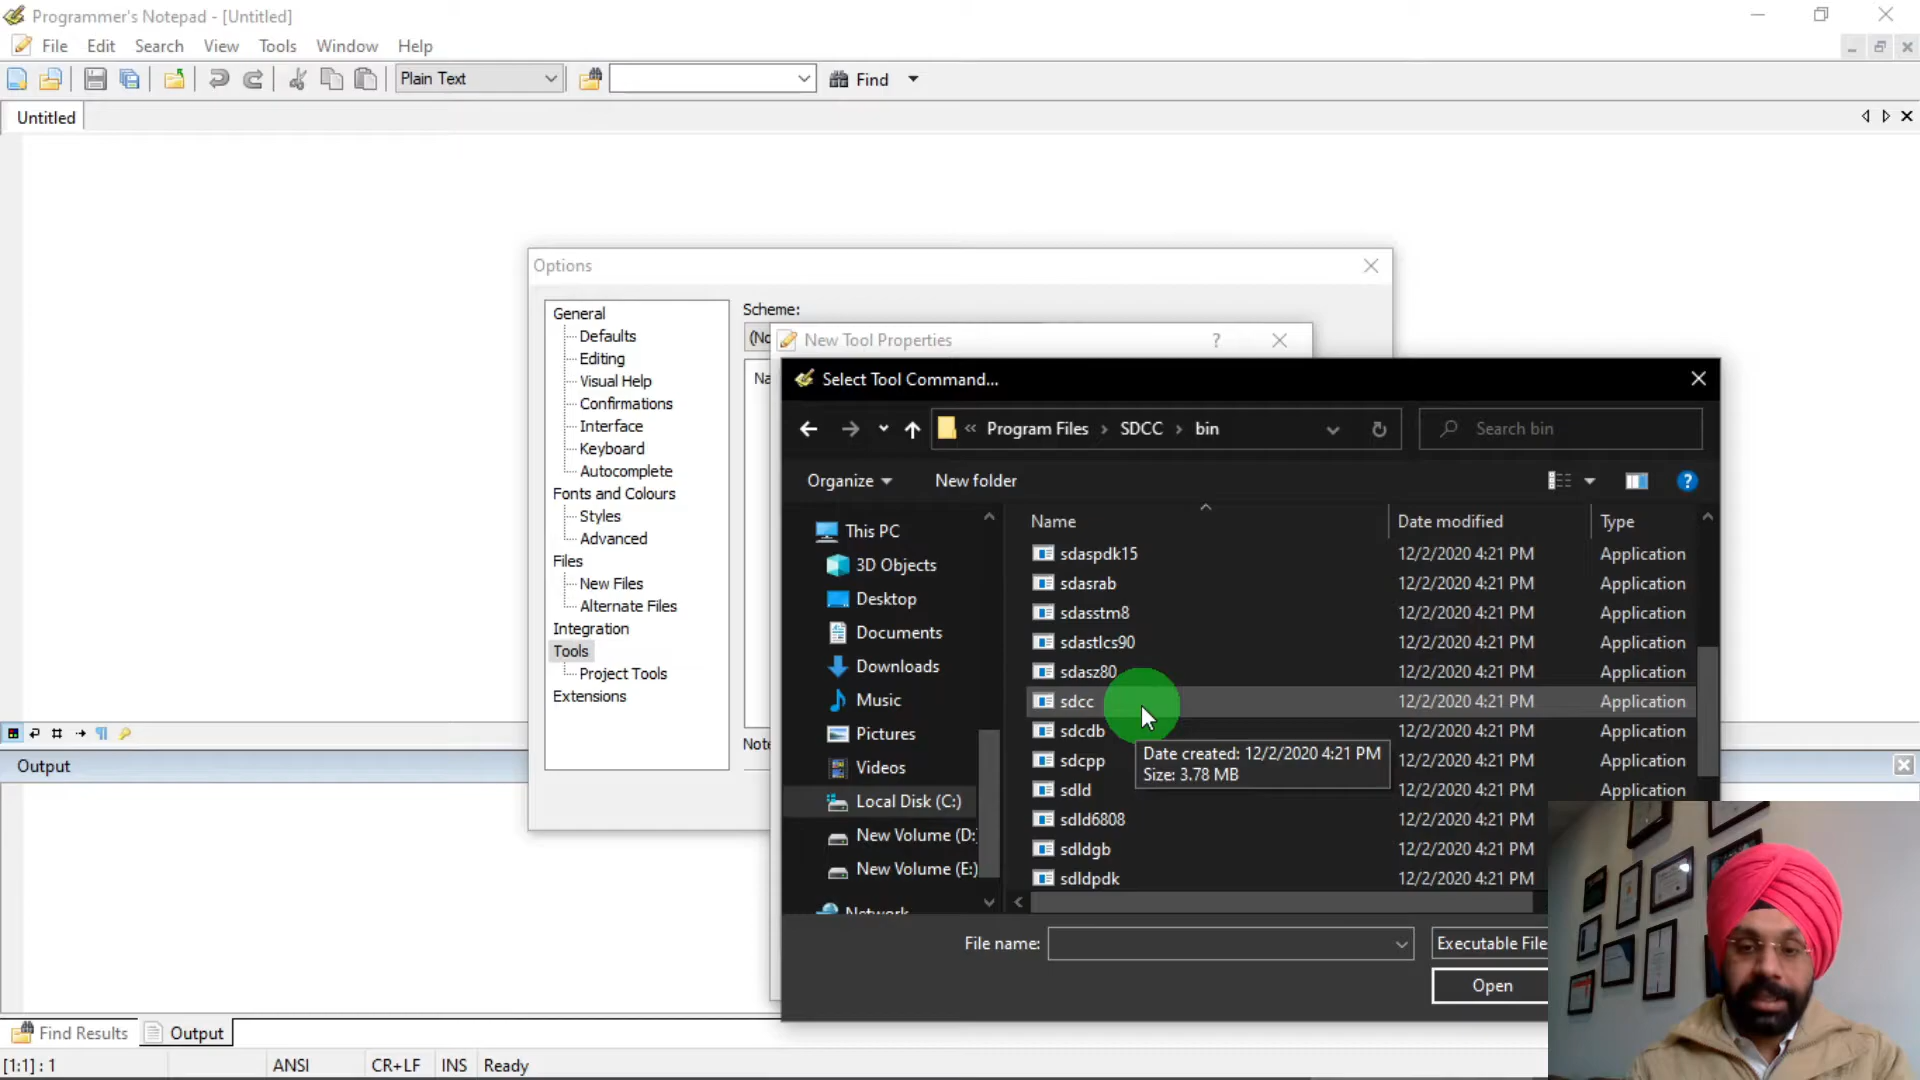 Programmer's Notepad - [Untitled]
File Edit Search View Tools Window Help
Plain Text Find
Untitled
Options
General
Defaults
Editing
Visual Help
Confirmations
Interface
Keyboard
Autocomplete
Fonts and Colours
Styles
Advanced
Files
New Files
Alternate Files
Integration
Tools
Project Tools
Extensions
Scheme:
(No
Na
Note
New Tool Properties ?
Select Tool Command...
« Program Files › SDCC › bin
Search bin
Organize New folder ?
This PC
3D Objects
Desktop
Documents
Downloads
Music
Pictures
Videos
Local Disk (C:)
New Volume (D:
New Volume (E:)
Network
Name Date modified Type
sdaspdk15 12/2/2020 4:21 PM Application
sdasrab 12/2/2020 4:21 PM Application
sdasstm8 12/2/2020 4:21 PM Application
sdastlcs90 12/2/2020 4:21 PM Application
sdasz80 12/2/2020 4:21 PM Application
sdcc 12/2/2020 4:21 PM Application
sdcdb 12/2/2020 4:21 PM Application
sdcpp 12/2/2020 4:21 PM Application
sdld 12/2/2020 4:21 PM Application
sdld6808 12/2/2020 4:21 PM
sdldgb 12/2/2020 4:21 PM
sdldpdk 12/2/2020 4:21 PM
Date created: 12/2/2020 4:21 PM
Size: 3.78 MB
File name: Executable File
Open
Output
Find Results Output
[1:1] : 1 ANSI CR+LF INS Ready